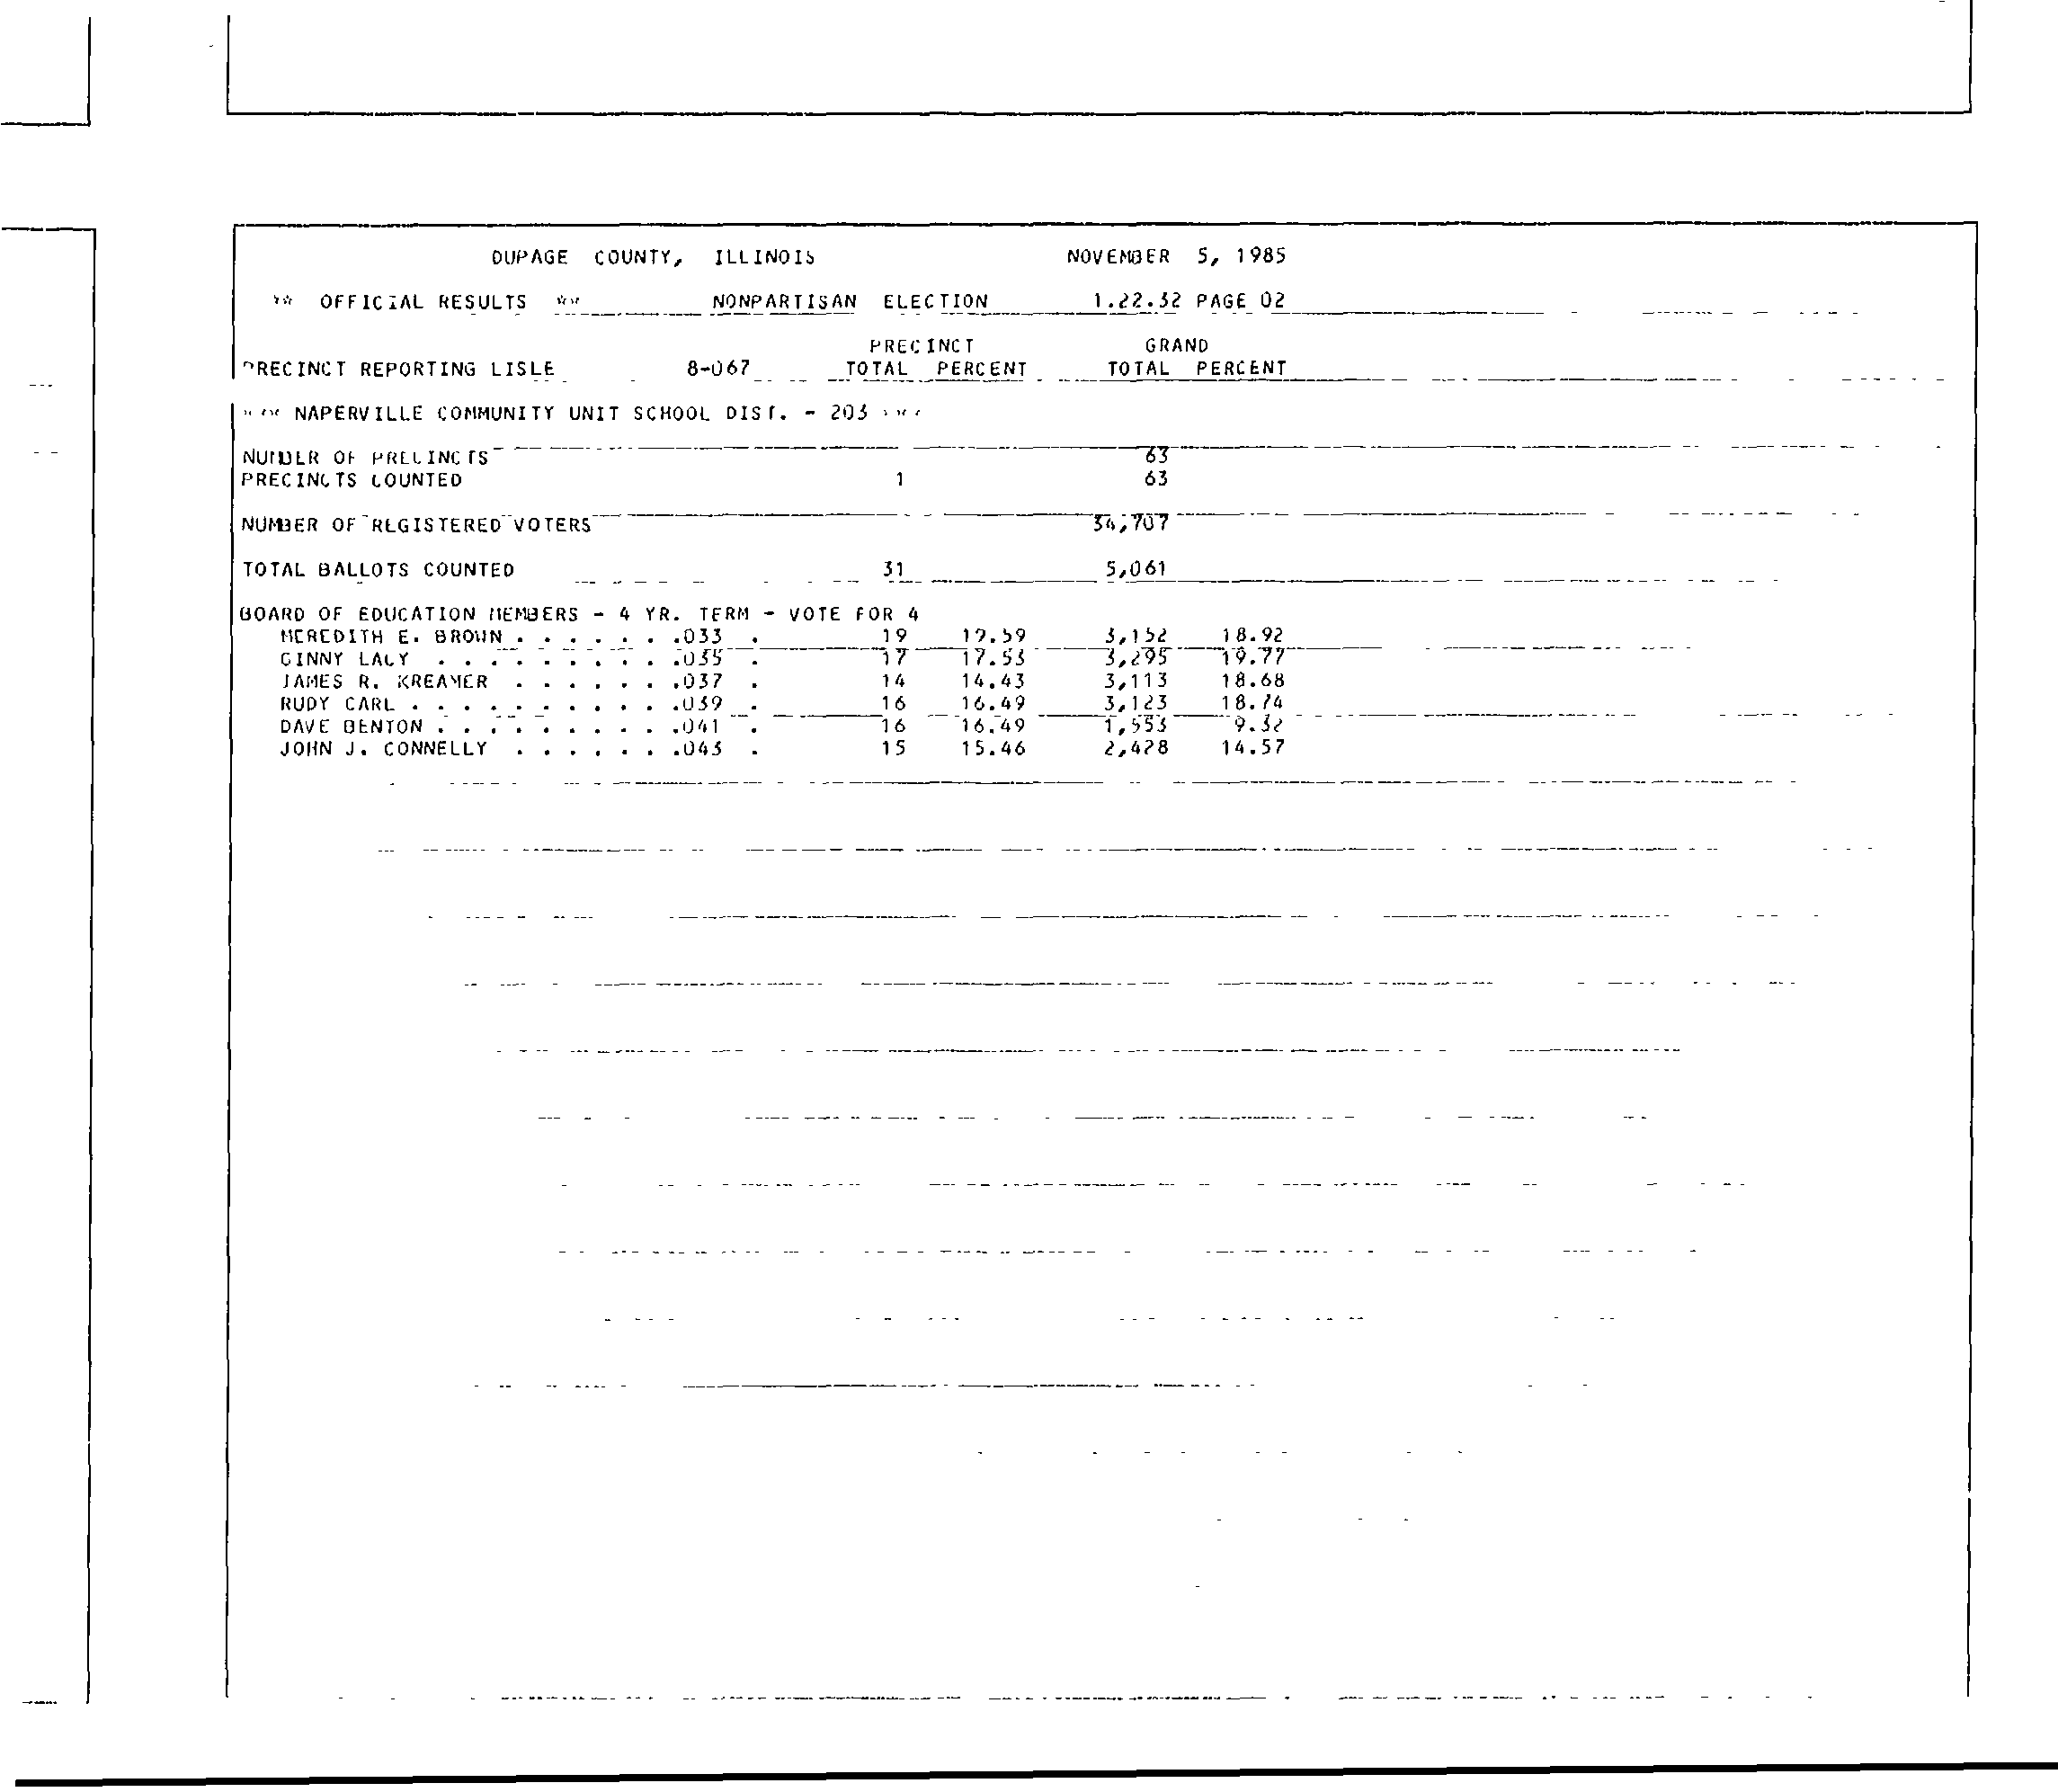 DUPAGE COUNTY, ILLINOIS NOVEMBER 5, 1985
** OFFICIAL RESULTS ** NONPARTISAN ELECTION 1.22.32 PAGE 02
PRECINCT GRAND
PRECINCT REPORTING LISLE 8-067 TOTAL PERCENT TOTAL PERCENT
*** NAPERVILLE COMMUNITY UNIT SCHOOL DIST. - 203 ***
NUMBER OF PRECINCTS 63
PRECINCTS COUNTED 1 63
NUMBER OF REGISTERED VOTERS 34,707
TOTAL BALLOTS COUNTED 31 5,061
BOARD OF EDUCATION MEMBERS - 4 YR. TERM - VOTE FOR 4
MEREDITH E. BROWN . . . . . . .033 . 19 19.59 3,152 18.92
GINNY LACY . . . . . . . . . .035 . 17 17.53 3,295 19.77
JAMES R. KREAMER . . . . . . .037 . 14 14.43 3,113 18.68
RUDY CARL . . . . . . . . . . .039 . 16 16.49 3,123 18.74
DAVE BENTON . . . . . . . . . .041 . 16 16.49 1,553 9.32
JOHN J. CONNELLY . . . . . . .043 . 15 15.46 2,428 14.57